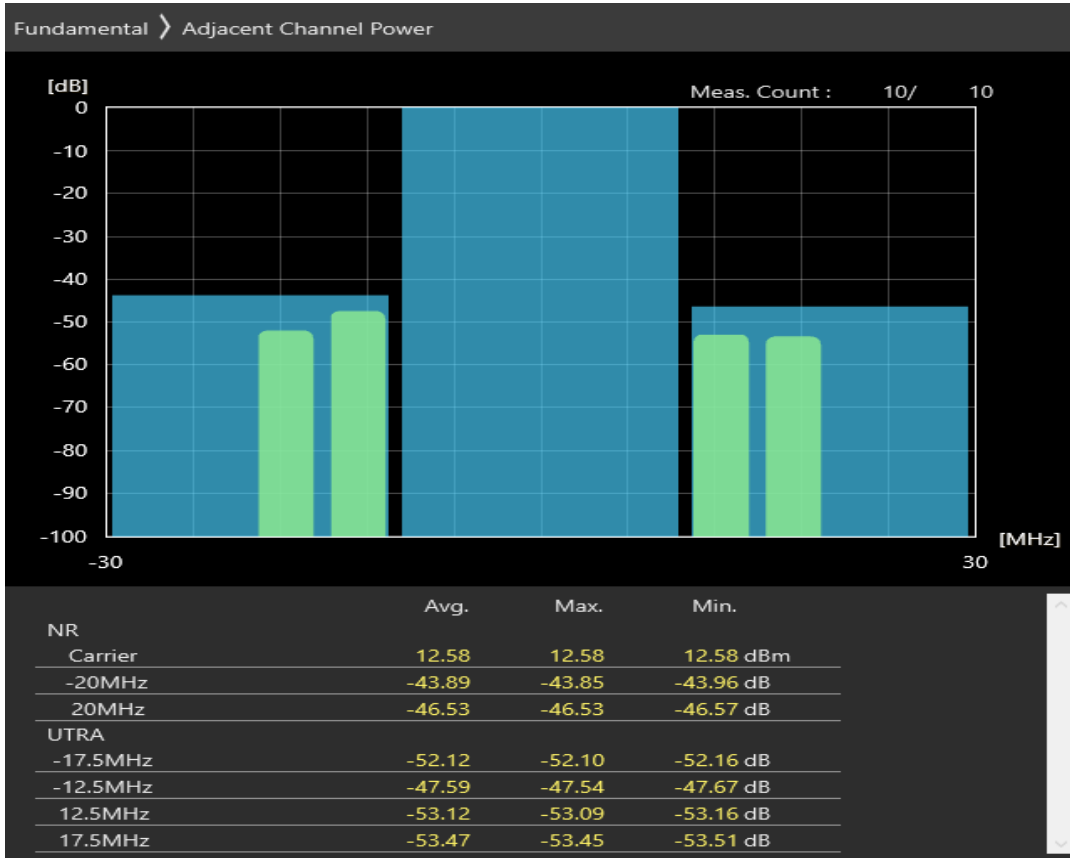 Fundamental ❯ Adjacent Channel Power
[dB]
Meas. Count : 10/ 10
0
-10
-20
-30
-40
-50
-60
-70
-80
-90
-100
[MHz]
-30 30
Avg. Max. Min.
NR
Carrier 12.58 12.58 12.58 dBm
-20MHz -43.89 -43.85 -43.96 dB
20MHz -46.53 -46.53 -46.57 dB
UTRA
-17.5MHz -52.12 -52.10 -52.16 dB
-12.5MHz -47.59 -47.54 -47.67 dB
12.5MHz -53.12 -53.09 -53.16 dB
17.5MHz -53.47 -53.45 -53.51 dB